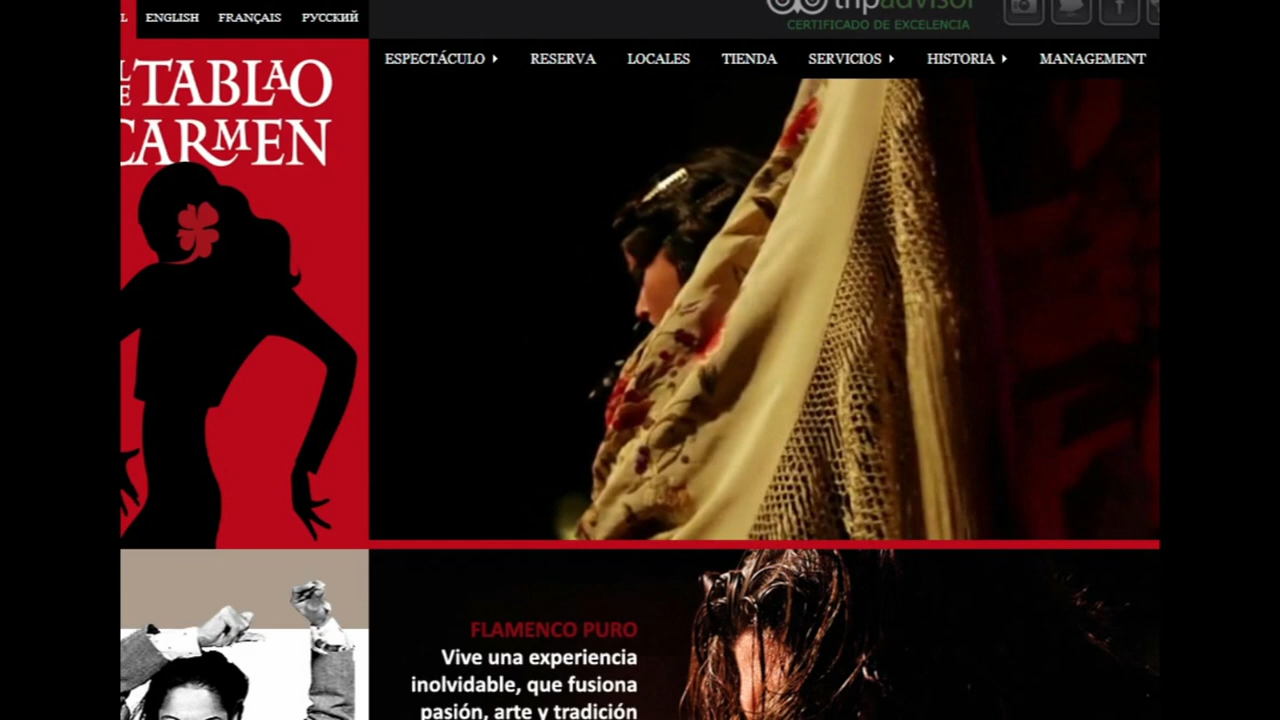 L ENGLISH FRANÇAIS РУССКИЙ
tripadvisor
CERTIFICADO DE EXCELENCIA
ESPECTÁCULO RESERVA LOCALES TIENDA SERVICIOS HISTORIA MANAGEMENT
TABLAO
CARMEN
FLAMENCO PURO
Vive una experiencia
inolvidable, que fusiona
pasión, arte y tradición